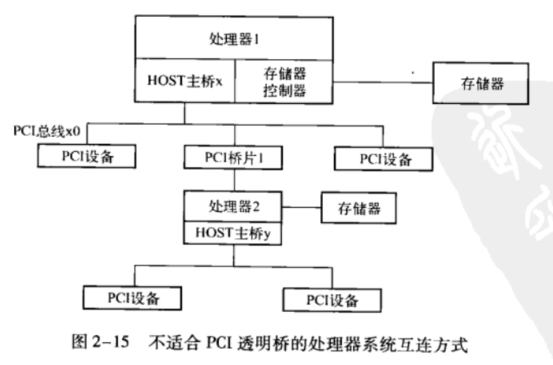 处理器1
HOST主桥x
存储器
控制器
存储器
PCI总线x0
PCI设备
PCI桥片1
PCI设备
处理器2
存储器
HOST主桥y
PCI设备
PCI设备
图 2-15 不适合 PCI 透明桥的处理器系统互连方式